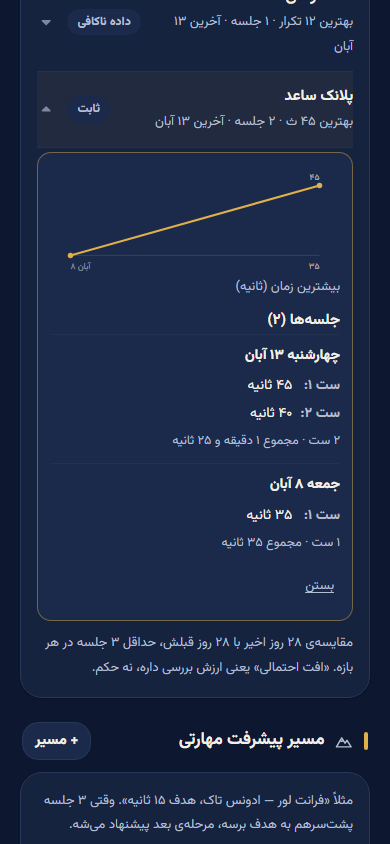 داده ناکافی
بهترین ۱۲ تکرار · ۱ جلسه · آخرین ۱۳
آبان
پلانک ساعد
ثابت
بهترین ۴۵ ث · ۲ جلسه · آخرین ۱۳ آبان
۴۵
۸ آبان
۳۵
بیشترین زمان (ثانیه)
جلسه‌ها (۲)
چهارشنبه ۱۳ آبان
ست ۱: ۴۵ ثانیه
ست ۲: ۴۰ ثانیه
۲ ست · مجموع ۱ دقیقه و ۲۵ ثانیه
جمعه ۸ آبان
ست ۱: ۳۵ ثانیه
۱ ست · مجموع ۳۵ ثانیه
بستن
مقایسه‌ی ۲۸ روز اخیر با ۲۸ روز قبلش، حداقل ۳ جلسه در هر
بازه. «افت احتمالی» یعنی ارزش بررسی داره، نه حکم.
مسیر پیشرفت مهارتی
+ مسیر
مثلاً «فرانت لور — ادونس تاک، هدف ۱۵ ثانیه». وقتی ۳ جلسه
پشت‌سرهم به هدف برسه، مرحله‌ی بعد پیشنهاد می‌شه.